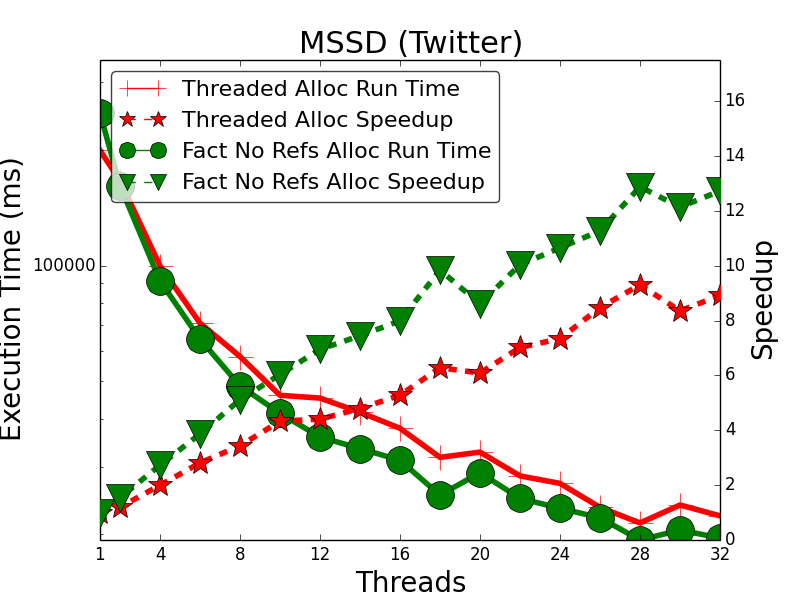 MSSD (Twitter)
Threaded Alloc Run Time
Threaded Alloc Speedup
Fact No Refs Alloc Run Time
Fact No Refs Alloc Speedup
Execution Time (ms)
100000
16
14
12
10
8
6
4
2
0
Speedup
1 4 8 12 16 20 24 28 32
Threads